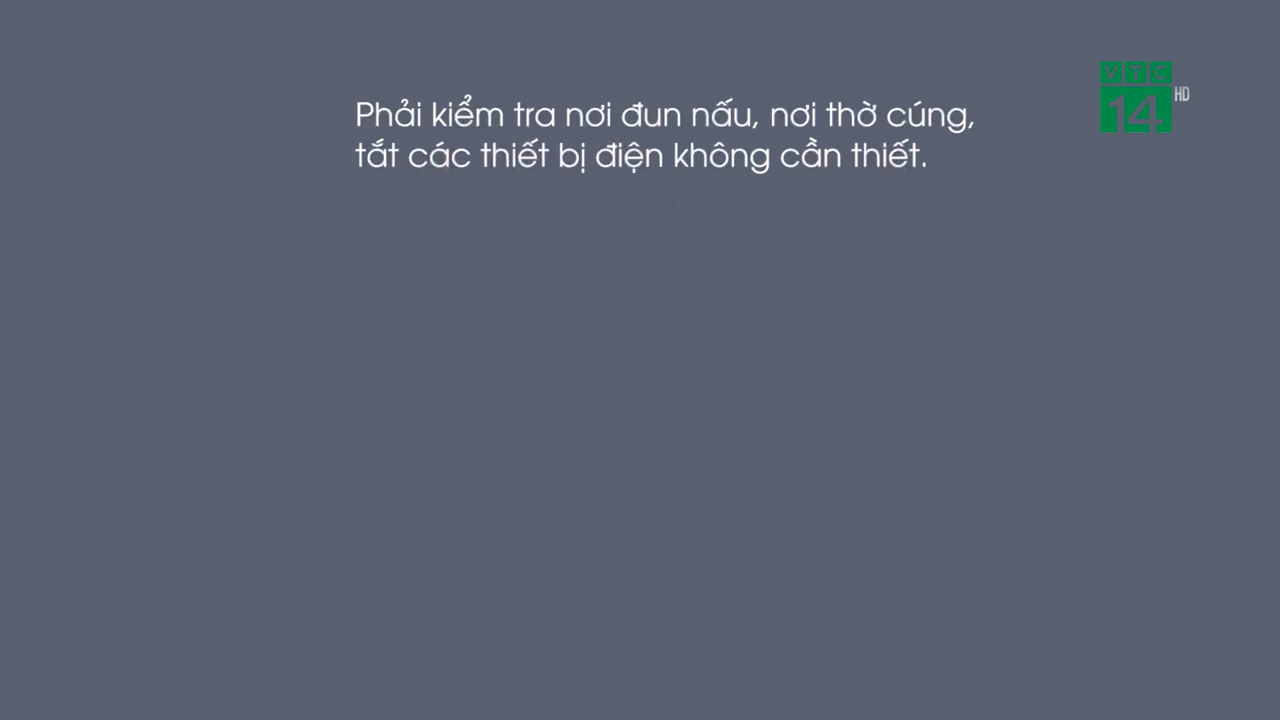 VTC
14 HD
Phải kiểm tra nơi đun nấu, nơi thờ cúng,
tắt các thiết bị điện không cần thiết.